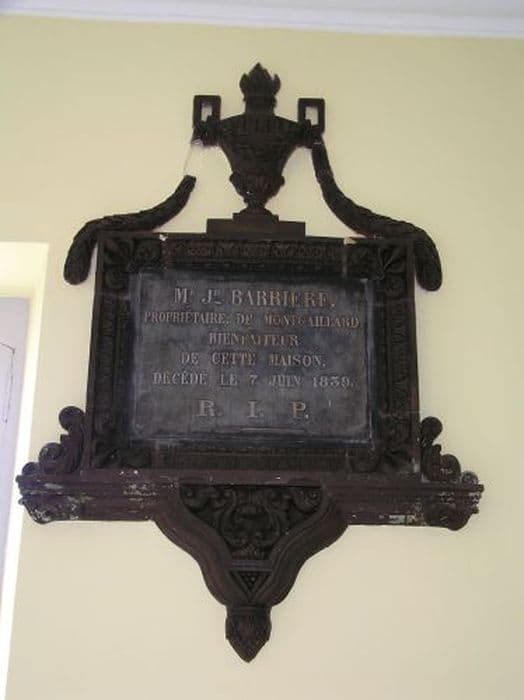 Mʳ Jⁿ BARRIERE.
PROPRIÉTAIRE, DE MONTGAILLARD
BIENFAITEUR
DE CETTE MAISON.
DÉCÉDÉ LE 7 JUIN 1839.
R. I. P.